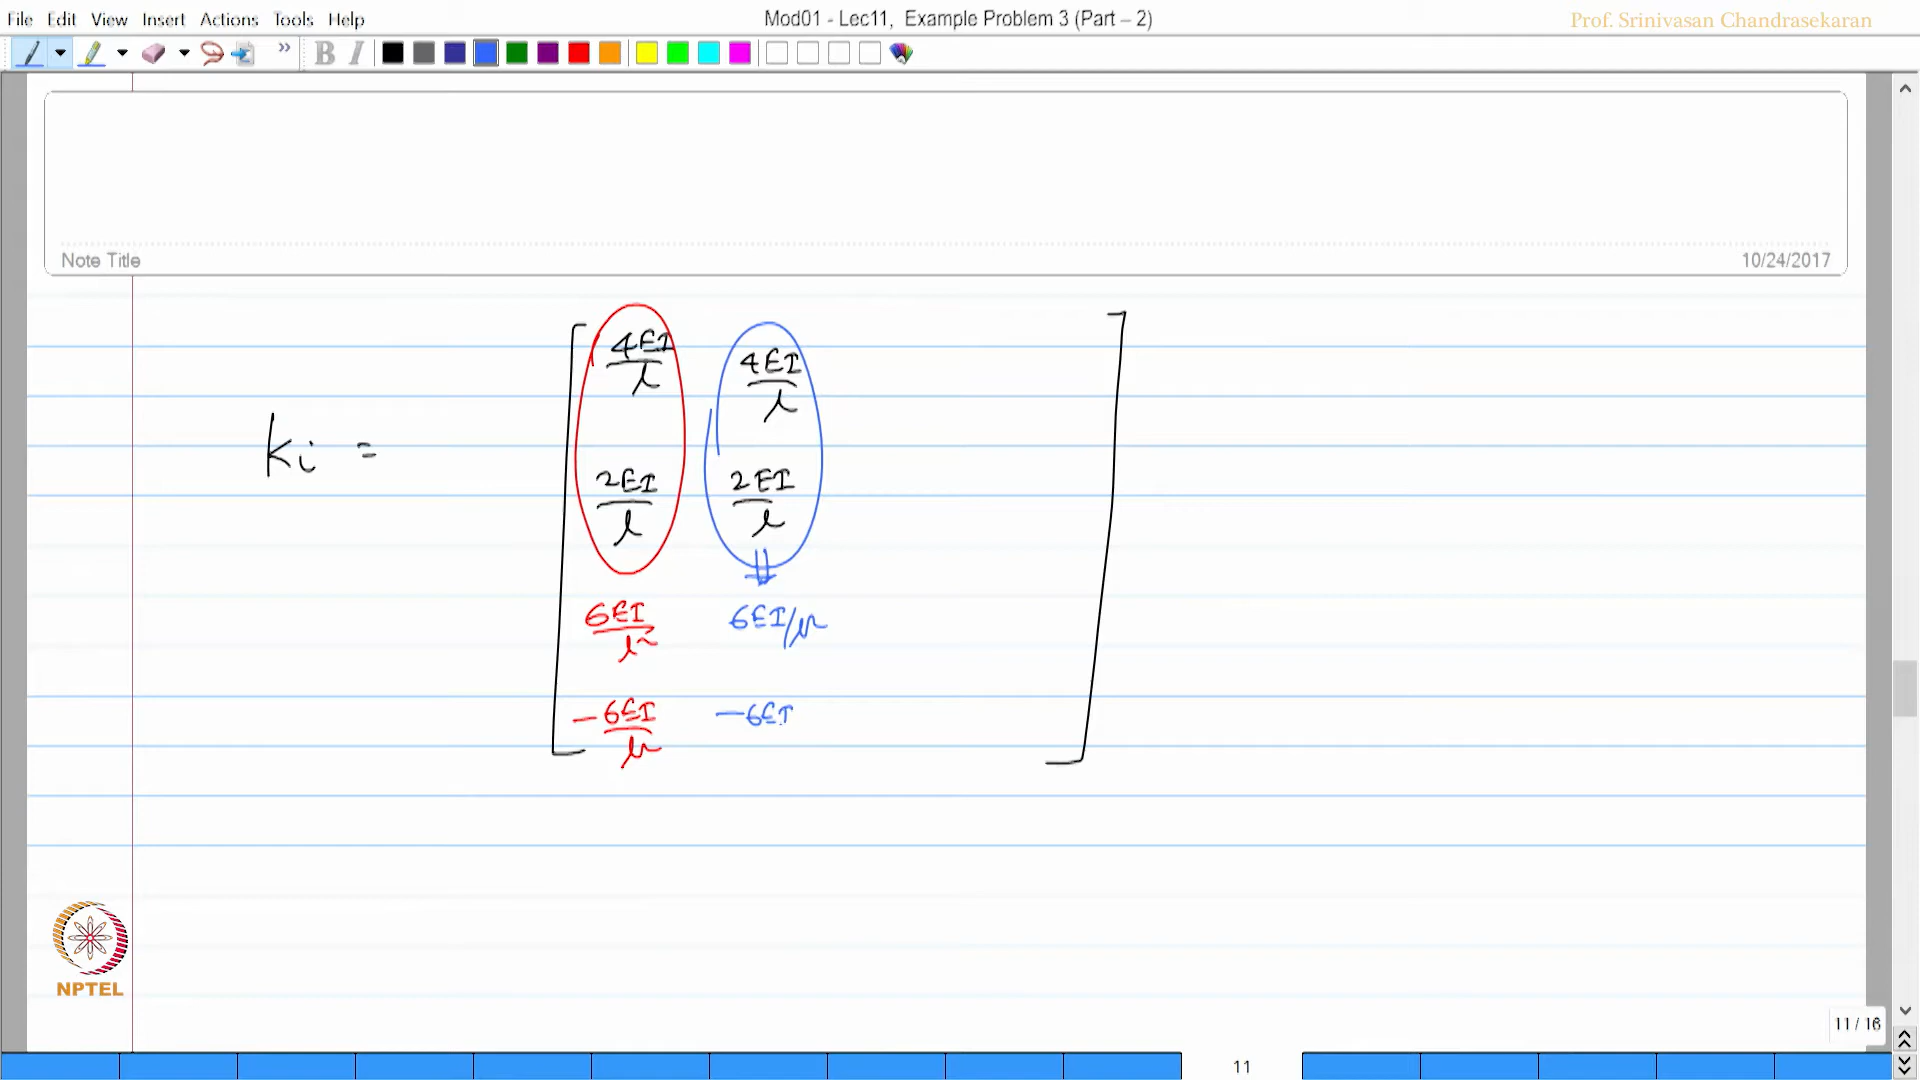 File Edit View Insert Actions Tools Help
Mod01 - Lec11, Example Problem 3 (Part – 2)
Prof. Srinivasan Chandrasekaran
B I
Note Title
10/24/2017
4EI/l 4EI/l
Ki =
2EI/l 2EI/l
6EI/l² 6EI/l²
-6EI/l² -6EI
NPTEL
11 / 16
11